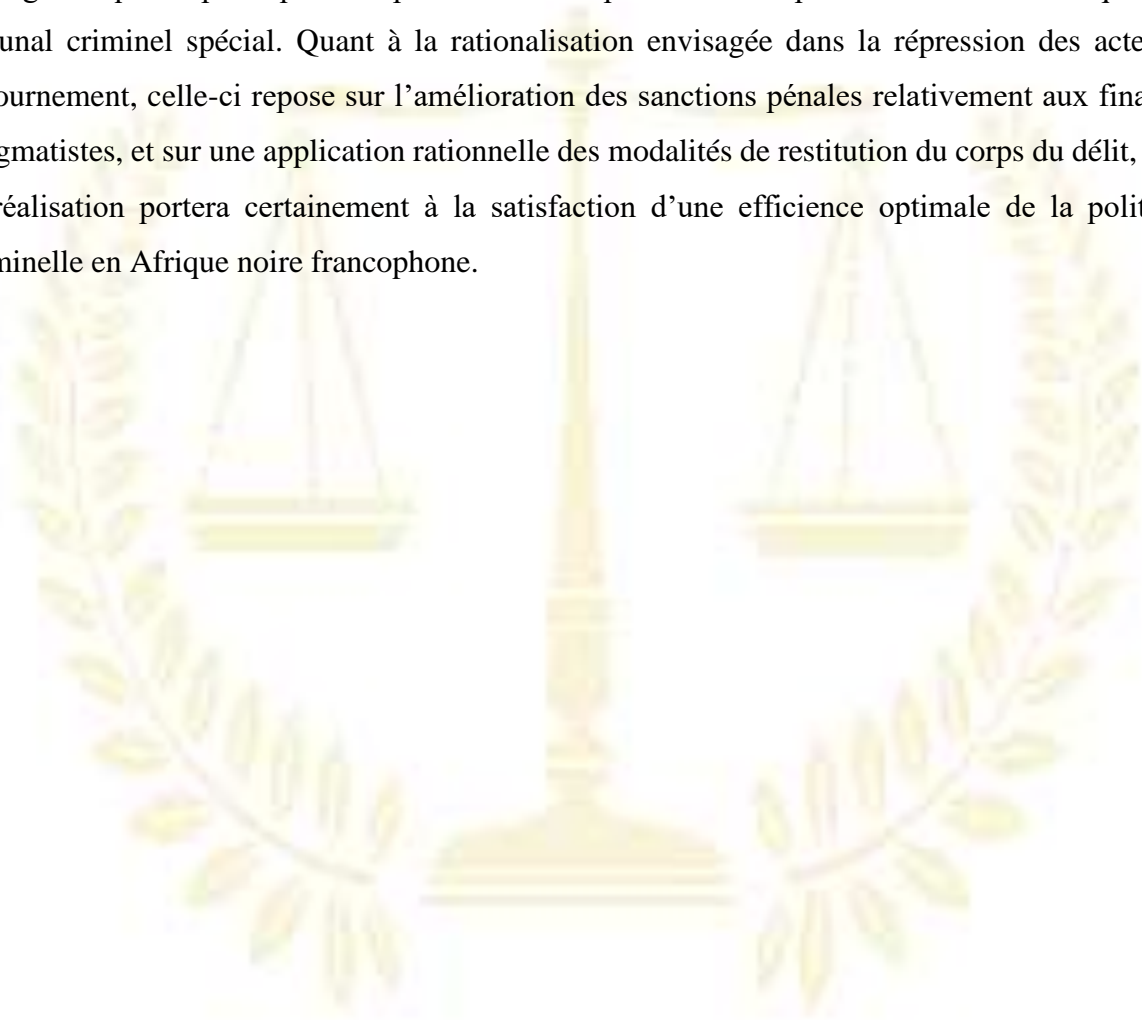 unal criminel spécial. Quant à la rationalisation envisagée dans la répression des acte
ournement, celle-ci repose sur l’amélioration des sanctions pénales relativement aux fina
gmatistes, et sur une application rationnelle des modalités de restitution du corps du délit,
réalisation portera certainement à la satisfaction d’une efficience optimale de la polit
minelle en Afrique noire francophone.